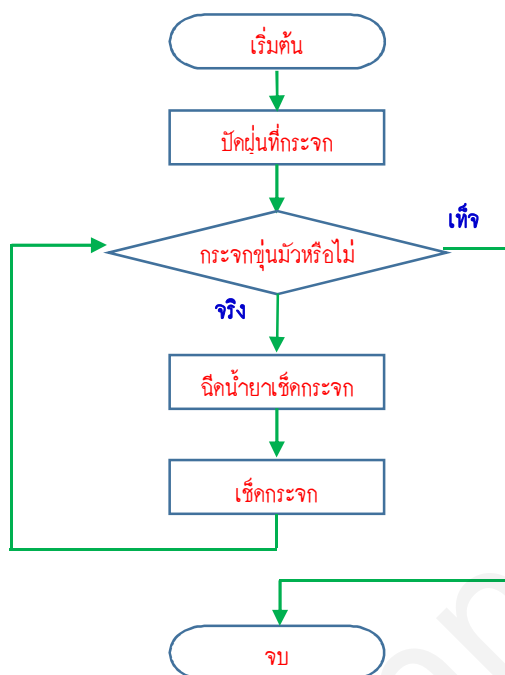 เริ่มต้น
ปัดฝุ่นที่กระจก
เท็จ
กระจกขุ่นมัวหรือไม่
จริง
ฉีดน้ำยาเช็ดกระจก
เช็ดกระจก
จบ